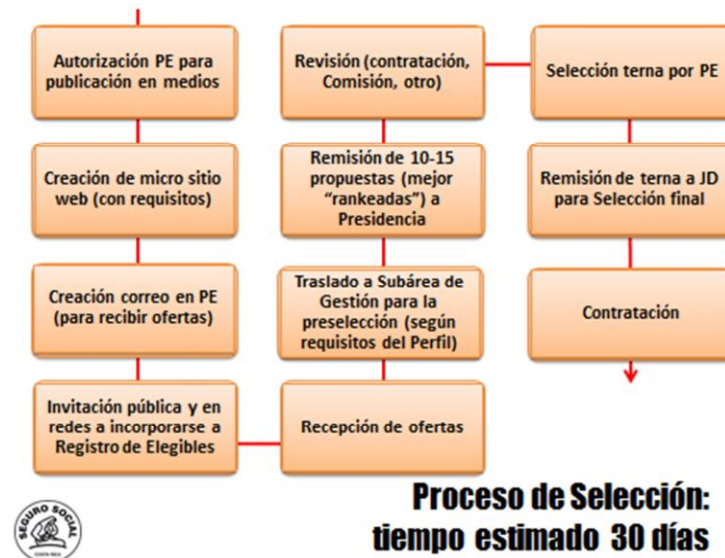 Autorización PE para
publicación en medios
Creación de micro sitio
web (con requisitos)
Creación correo en PE
(para recibir ofertas)
Invitación pública y en
redes a incorporarse a
Registro de Elegibles
Recepción de ofertas
Traslado a Subárea de
Gestión para la
preselección (según
requisitos del Perfil)
Remisión de 10-15
propuestas (mejor
“rankeadas”) a
Presidencia
Revisión (contratación,
Comisión, otro)
Selección terna por PE
Remisión de terna a JD
para Selección final
Contratación
Proceso de Selección:
tiempo estimado 30 días
SEGURO SOCIAL
COSTA RICA